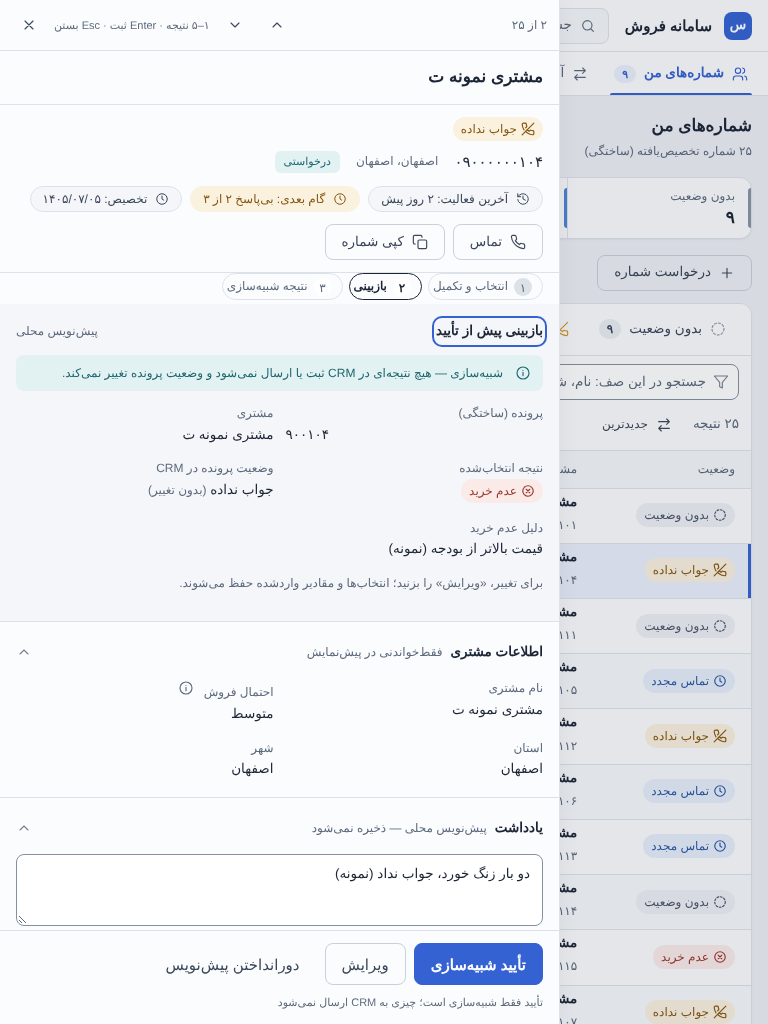 سامانه فروش
س
شماره‌های من
۹
شماره‌های من
۲۵ شماره تخصیص‌یافته (ساختگی)
بدون وضعیت
۹
درخواست شماره
بدون وضعیت
۹
جستجو در این صف: نام، ش
۲۵ نتیجه
جدیدترین
وضعیت
بدون وضعیت
جواب نداده
بدون وضعیت
تماس مجدد
جواب نداده
تماس مجدد
تماس مجدد
بدون وضعیت
عدم خرید
جواب نداده
۲ از ۲۵
۱–۵ نتیجه · Enter ثبت · Esc بستن
مشتری نمونه ت
جواب نداده
۰۹۰۰۰۰۰۰۱۰۴
اصفهان، اصفهان
درخواستی
آخرین فعالیت: ۲ روز پیش
گام بعدی: بی‌پاسخ ۲ از ۳
تخصیص: ۱۴۰۵/۰۷/۰۵
تماس
کپی شماره
۱ انتخاب و تکمیل
۲ بازبینی
۳ نتیجه شبیه‌سازی
بازبینی پیش از تأیید
پیش‌نویس محلی
شبیه‌سازی — هیچ نتیجه‌ای در CRM ثبت یا ارسال نمی‌شود و وضعیت پرونده تغییر نمی‌کند.
پرونده (ساختگی)
۹۰۰۱۰۴
مشتری
مشتری نمونه ت
نتیجه انتخاب‌شده
عدم خرید
وضعیت پرونده در CRM
جواب نداده (بدون تغییر)
دلیل عدم خرید
قیمت بالاتر از بودجه (نمونه)
برای تغییر، «ویرایش» را بزنید؛ انتخاب‌ها و مقادیر واردشده حفظ می‌شوند.
اطلاعات مشتری
فقط‌خواندنی در پیش‌نمایش
نام مشتری
مشتری نمونه ت
احتمال فروش
متوسط
استان
اصفهان
شهر
اصفهان
یادداشت
پیش‌نویس محلی — ذخیره نمی‌شود
دو بار زنگ خورد، جواب نداد (نمونه)
تأیید شبیه‌سازی
ویرایش
دورانداختن پیش‌نویس
تأیید فقط شبیه‌سازی است؛ چیزی به CRM ارسال نمی‌شود